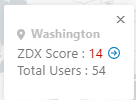 Washington
ZDX Score : 14
Total Users : 54